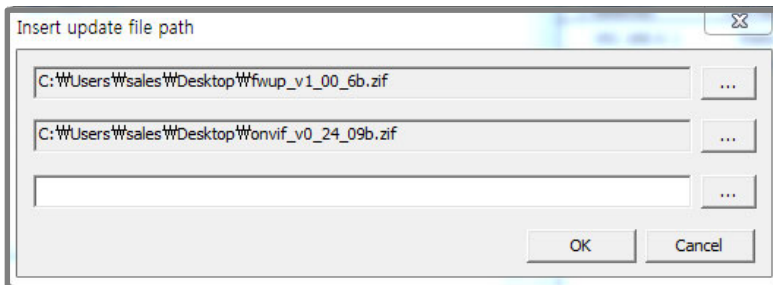 Insert update file path
C:₩Users₩sales₩Desktop₩fwup_v1_00_6b.zif
...
C:₩Users₩sales₩Desktop₩onvif_v0_24_09b.zif
...
...
OK Cancel